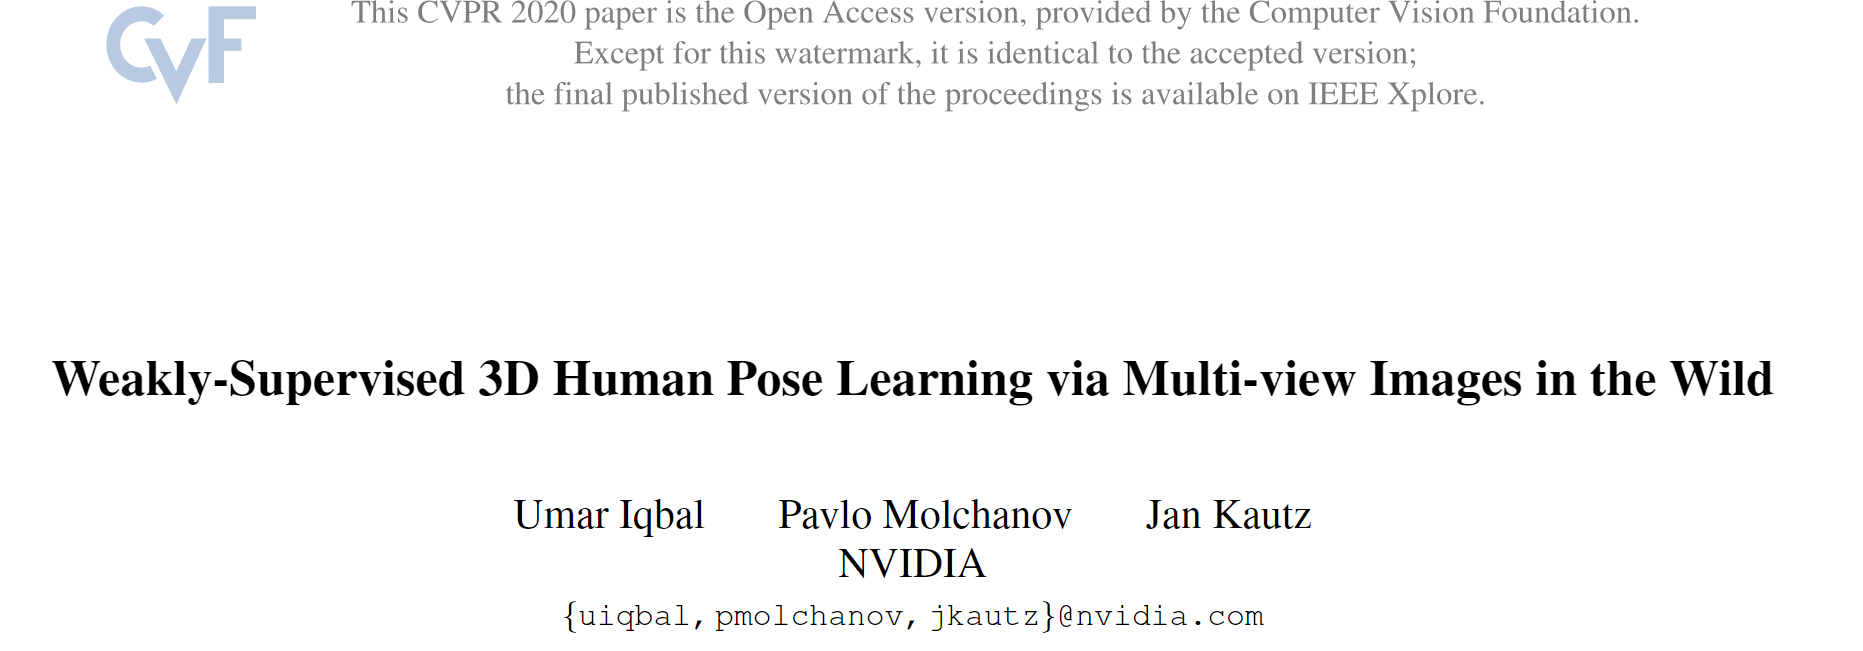 CVF
This CVPR 2020 paper is the Open Access version, provided by the Computer Vision Foundation.
Except for this watermark, it is identical to the accepted version;
the final published version of the proceedings is available on IEEE Xplore.
Weakly-Supervised 3D Human Pose Learning via Multi-view Images in the Wild
Umar Iqbal Pavlo Molchanov Jan Kautz
NVIDIA
{uiqbal, pmolchanov, jkautz}@nvidia.com